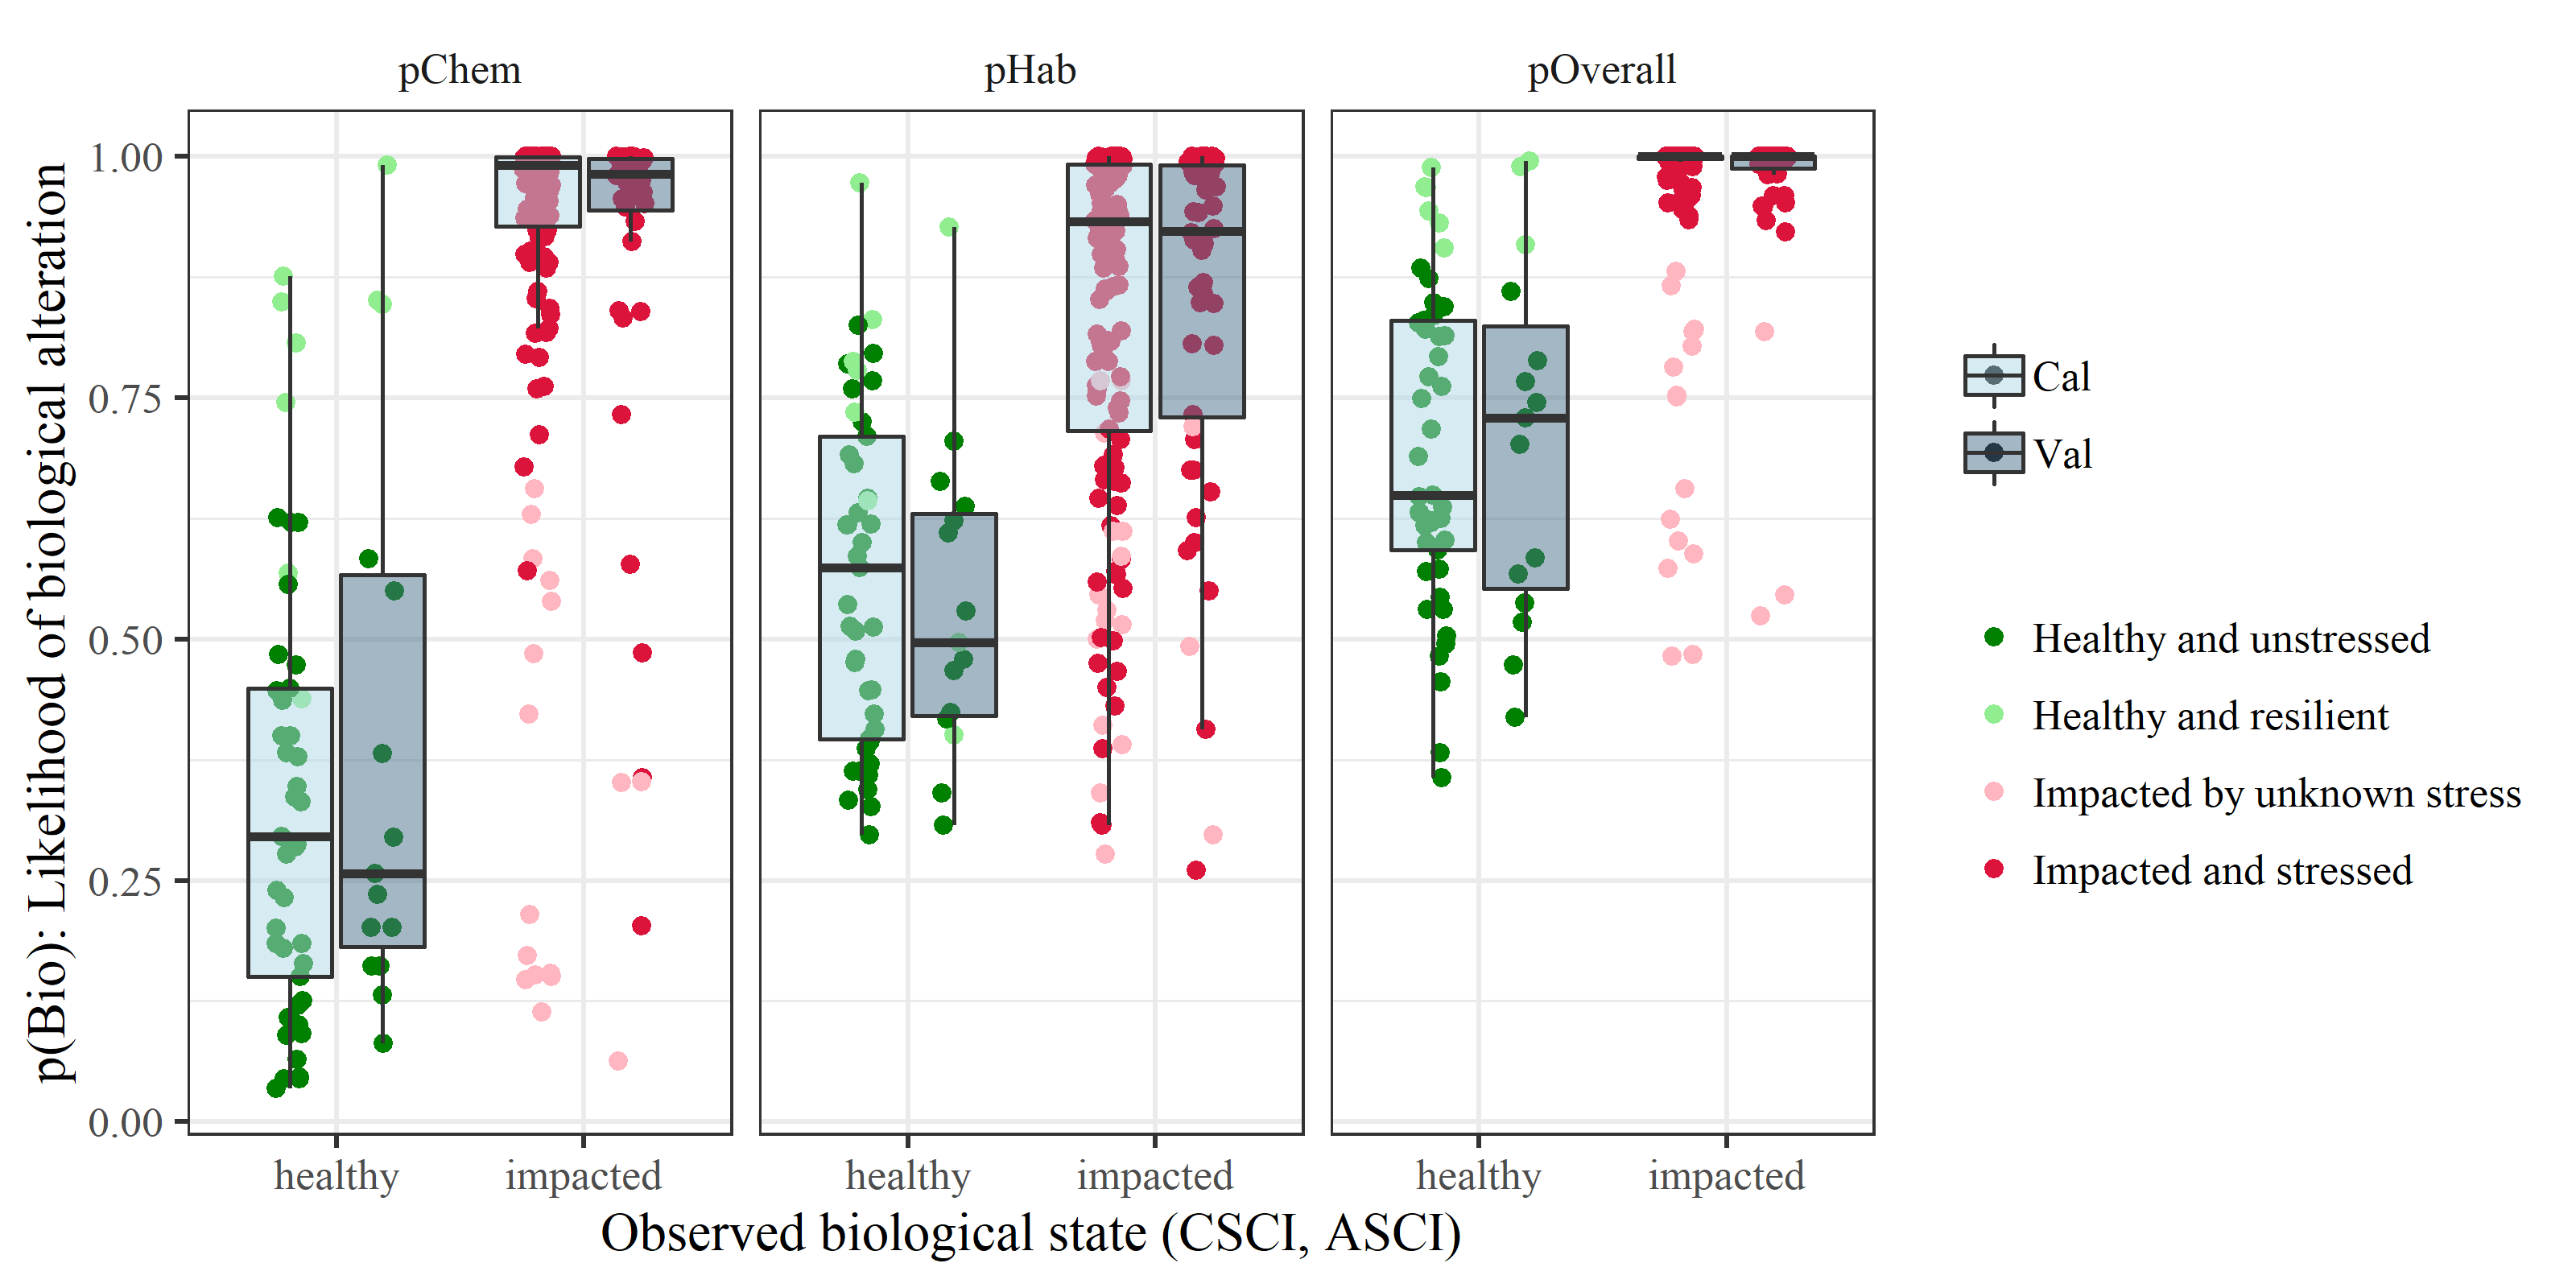 pChem
pHab
pOverall
p(Bio): Likelihood of biological alteration
1.00
0.75
0.50
0.25
0.00
healthy
impacted
healthy
impacted
healthy
impacted
Observed biological state (CSCI, ASCI)
Cal
Val
Healthy and unstressed
Healthy and resilient
Impacted by unknown stress
Impacted and stressed